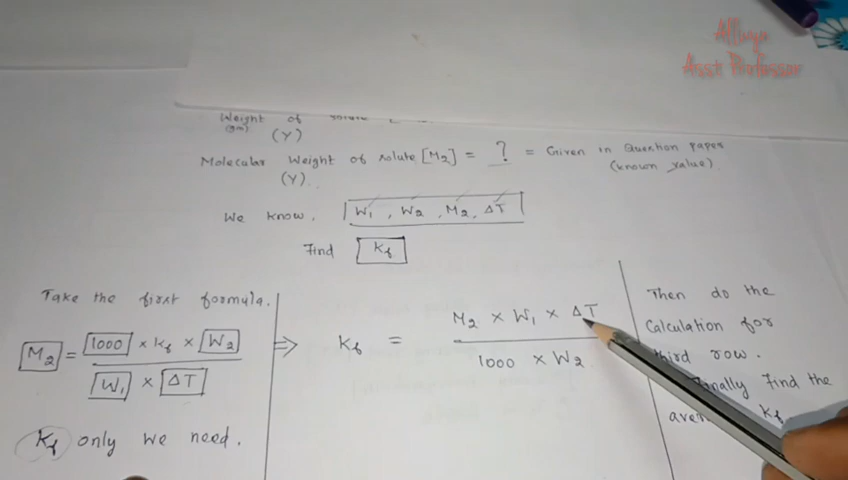 Alluya
Asst Professor
Weight of solute
(gm) (Y)
Molecular Weight of solute [M2] = ? = Given in Question paper
(Y). (known value)
We know, W1, W2, M2, ΔT
Find Kf
Take the first formula.
M2 = 1000 × Kf × W2
W1 × ΔT
Kf only we need.
⇒ Kf = M2 × W1 × ΔT
1000 × W2
Then do the
Calculation for
third row.
Finally find the
Kf